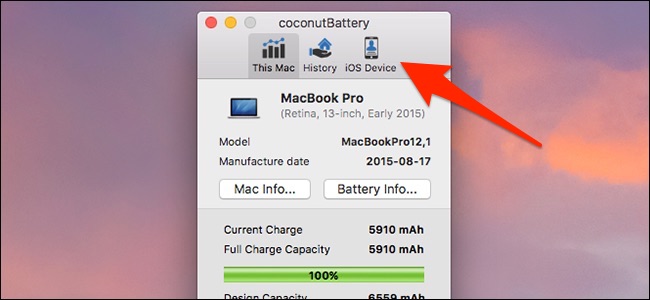 coconutBattery
This Mac History iOS Device
MacBook Pro
(Retina, 13-inch, Early 2015)
Model MacBookPro12,1
Manufacture date 2015-08-17
Mac Info... Battery Info...
Current Charge 5910 mAh
Full Charge Capacity 5910 mAh
100%
Design Capacity 6559 mAh